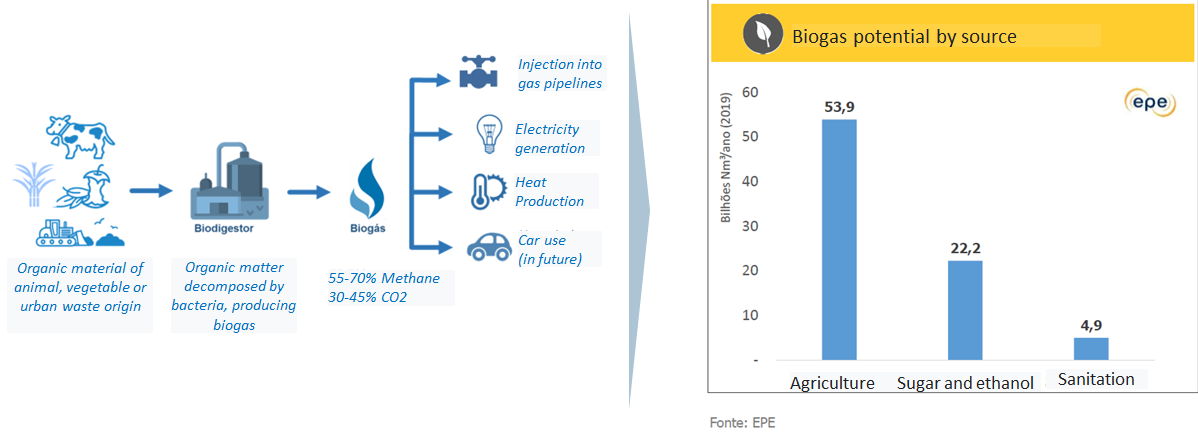 Injection into
gas pipelines
Electricity
generation
Heat
Production
Car use
(in future)
Biodigestor
Biogás
Organic material of
animal, vegetable or
urban waste origin
Organic matter
decomposed by
bacteria, producing
biogas
55-70% Methane
30-45% CO2
Biogas potential by source
epe
Bilhões Nm³/ano (2019)
60
50
40
30
20
10
-
53,9
22,2
4,9
Agriculture
Sugar and ethanol
Sanitation
Fonte: EPE